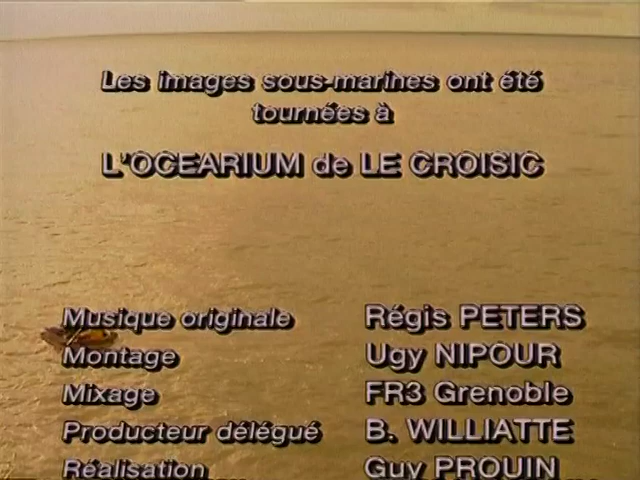 Les images sous-marines ont été
tournées à
L'OCEARIUM de LE CROISIC
Musique originale Régis PETERS
Montage Ugy NIPOUR
Mixage FR3 Grenoble
Producteur délégué B. WILLIATTE
Réalisation Guy PROUIN